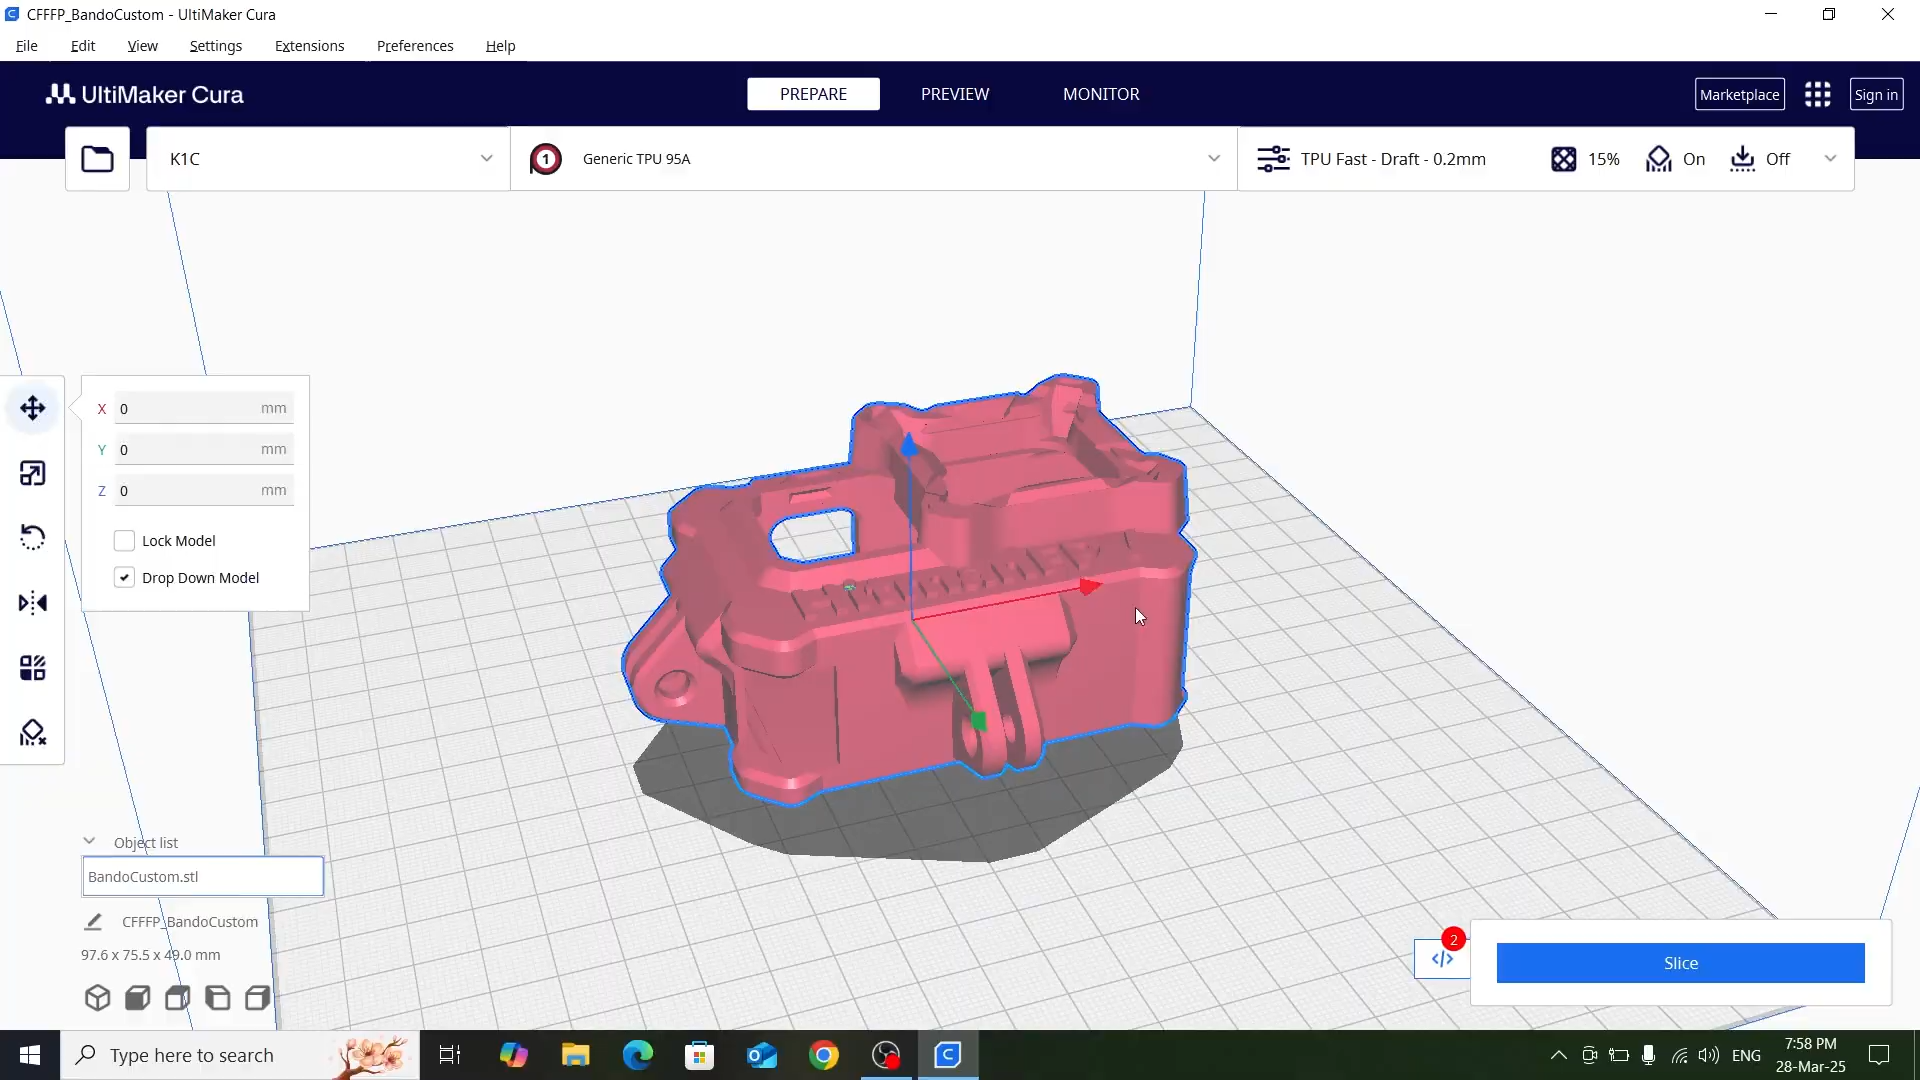 CFFFP_BandoCustom - UltiMaker Cura
File Edit View Settings Extensions Preferences Help
UltiMaker Cura
PREPARE PREVIEW MONITOR
Marketplace Sign in
K1C
1 Generic TPU 95A
TPU Fast - Draft - 0.2mm 15% On Off
X 0 mm
Y 0 mm
Z 0 mm
Lock Model
Drop Down Model
Object list
BandoCustom.stl
CFFFP_BandoCustom
97.6 x 75.5 x 49.0 mm
2
Slice
Type here to search
ENG
7:58 PM
28-Mar-25